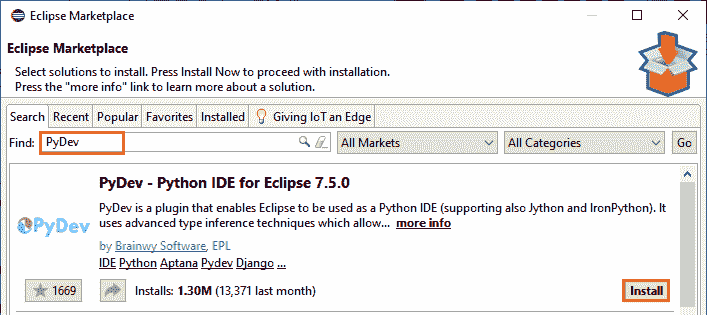 Eclipse Marketplace
Eclipse Marketplace
Select solutions to install. Press Install Now to proceed with installation.
Press the "more info" link to learn more about a solution.
Search Recent Popular Favorites Installed Giving IoT an Edge
Find: PyDev All Markets All Categories Go
PyDev - Python IDE for Eclipse 7.5.0
PyDev
PyDev is a plugin that enables Eclipse to be used as a Python IDE (supporting also Jython and IronPython). It
uses advanced type inference techniques which allow... more info
by Brainwy Software, EPL
IDE Python Aptana Pydev Django ...
1669 Installs: 1.30M (13,371 last month) Install